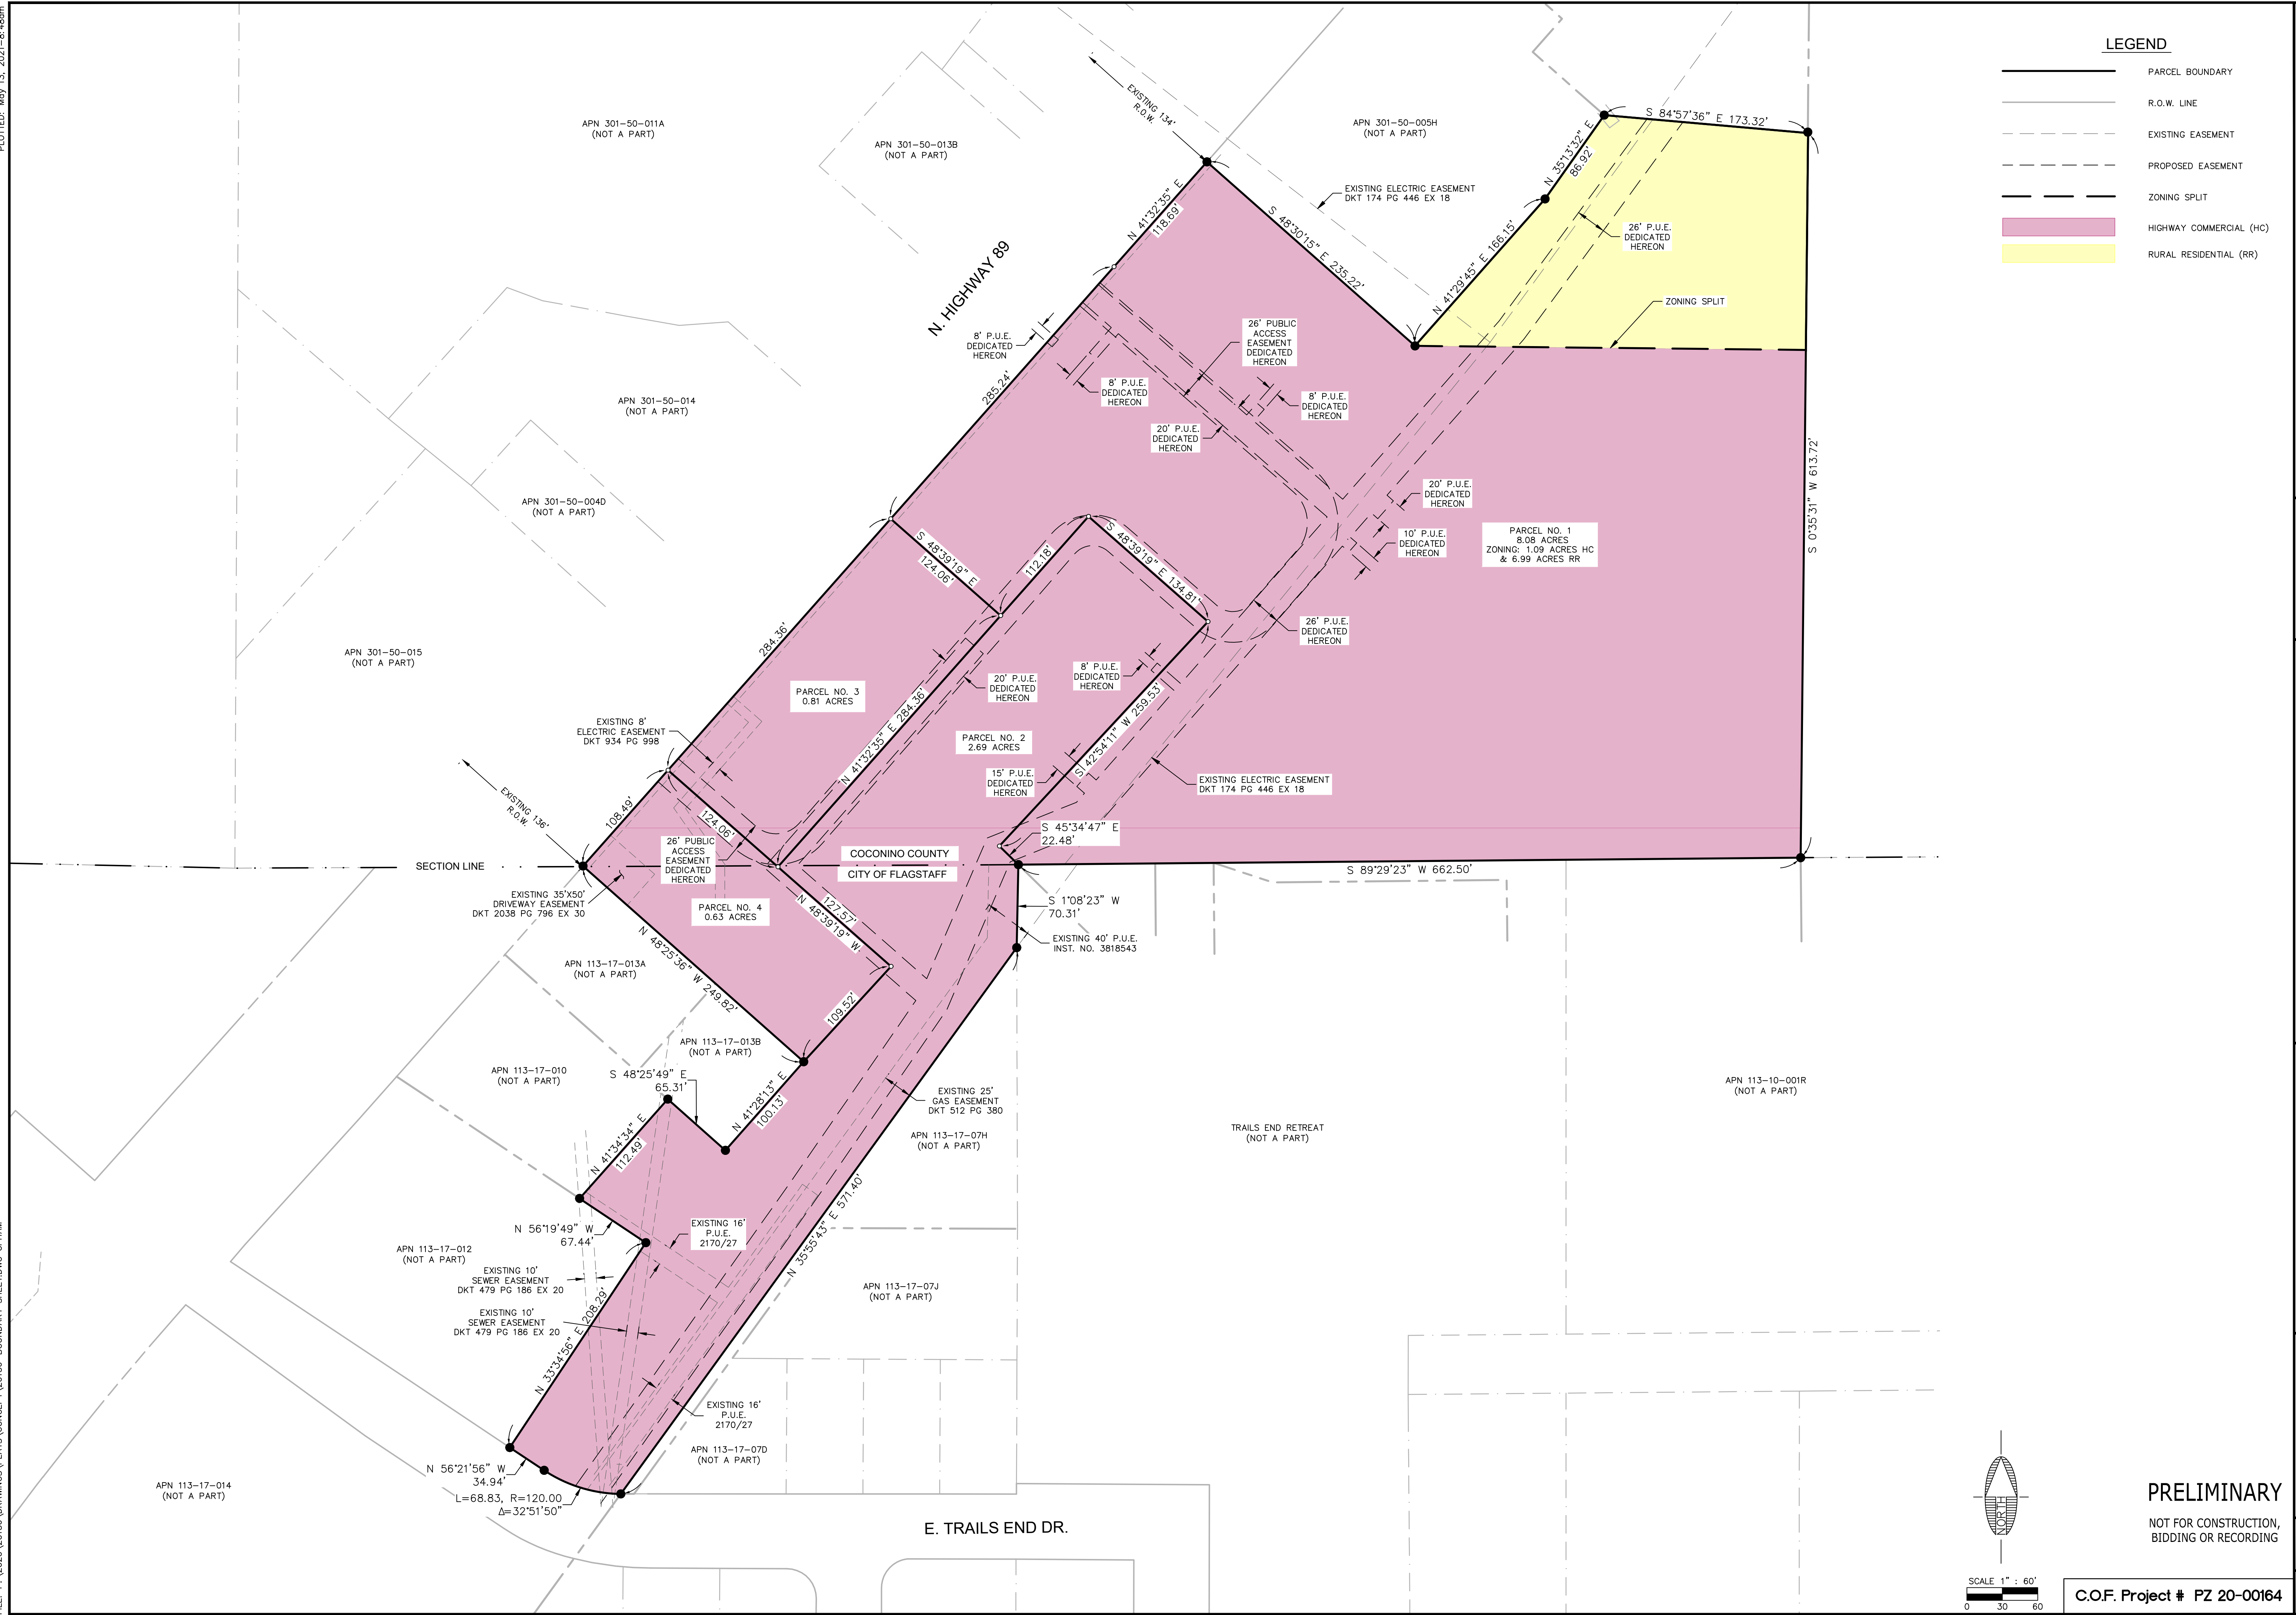 PLOTTED: May 13, 2021-8:48am
LEGEND
PARCEL BOUNDARY
R.O.W. LINE
EXISTING EASEMENT
PROPOSED EASEMENT
ZONING SPLIT
HIGHWAY COMMERCIAL (HC)
RURAL RESIDENTIAL (RR)
APN 301-50-011A
(NOT A PART)
APN 301-50-013B
(NOT A PART)
EXISTING 134'
R.O.W.
APN 301-50-005H
(NOT A PART)
S 84°57'36" E 173.32'
N 35°13'32" E
86.92'
EXISTING ELECTRIC EASEMENT
DKT 174 PG 446 EX 18
N 41°32'35" E
118.69'
S 48°30'15" E 235.22'
N 41°29'45" E 166.15'
26' P.U.E.
DEDICATED
HEREON
ZONING SPLIT
N. HIGHWAY 89
8' P.U.E.
DEDICATED
HEREON
26' PUBLIC
ACCESS
EASEMENT
DEDICATED
HEREON
8' P.U.E.
DEDICATED
HEREON
8' P.U.E.
DEDICATED
HEREON
285.24'
20' P.U.E.
DEDICATED
HEREON
APN 301-50-014
(NOT A PART)
APN 301-50-004D
(NOT A PART)
S 0°35'31" W 613.72'
20' P.U.E.
DEDICATED
HEREON
10' P.U.E.
DEDICATED
HEREON
PARCEL NO. 1
8.08 ACRES
ZONING: 1.09 ACRES HC
& 6.99 ACRES RR
S 48°39'19" E
124.06'
112.18'
S 48°39'19" E 134.81'
26' P.U.E.
DEDICATED
HEREON
APN 301-50-015
(NOT A PART)
284.36'
PARCEL NO. 3
0.81 ACRES
20' P.U.E.
DEDICATED
HEREON
8' P.U.E.
DEDICATED
HEREON
N 41°32'35" E 284.36'
S 42°54'11" W 259.53'
EXISTING 8'
ELECTRIC EASEMENT
DKT 934 PG 998
PARCEL NO. 2
2.69 ACRES
15' P.U.E.
DEDICATED
HEREON
EXISTING ELECTRIC EASEMENT
DKT 174 PG 446 EX 18
EXISTING 136'
R.O.W.
108.49'
124.06'
S 45°34'47" E
22.48'
26' PUBLIC
ACCESS
EASEMENT
DEDICATED
HEREON
SECTION LINE
COCONINO COUNTY
CITY OF FLAGSTAFF
S 89°29'23" W 662.50'
EXISTING 35'X50'
DRIVEWAY EASEMENT
DKT 2038 PG 796 EX 30
PARCEL NO. 4
0.63 ACRES
127.57'
N 48°39'19" W
S 1°08'23" W
70.31'
EXISTING 40' P.U.E.
INST. NO. 3818543
APN 113-17-013A
(NOT A PART)
N 48°25'36" W 249.82'
109.52'
APN 113-17-013B
(NOT A PART)
APN 113-17-010
(NOT A PART)
S 48°25'49" E
65.31'
N 41°28'13" E
100.13'
EXISTING 25'
GAS EASEMENT
DKT 512 PG 380
APN 113-17-07H
(NOT A PART)
TRAILS END RETREAT
(NOT A PART)
APN 113-10-001R
(NOT A PART)
N 41°34'34" E
112.49'
N 35°55'43" E 571.40'
N 56°19'49" W
67.44'
EXISTING 16'
P.U.E.
2170/27
APN 113-17-012
(NOT A PART)
EXISTING 10'
SEWER EASEMENT
DKT 479 PG 186 EX 20
EXISTING 10'
SEWER EASEMENT
DKT 479 PG 186 EX 20
APN 113-17-07J
(NOT A PART)
N 33°34'56" E 208.29'
EXISTING 16'
P.U.E.
2170/27
APN 113-17-07D
(NOT A PART)
N 56°21'56" W
34.94'
L=68.83, R=120.00
Δ=32°51'50"
APN 113-17-014
(NOT A PART)
E. TRAILS END DR.
NORTH
PRELIMINARY
NOT FOR CONSTRUCTION,
BIDDING OR RECORDING
SCALE 1" : 60'
0 30 60
C.O.F. Project # PZ 20-00164